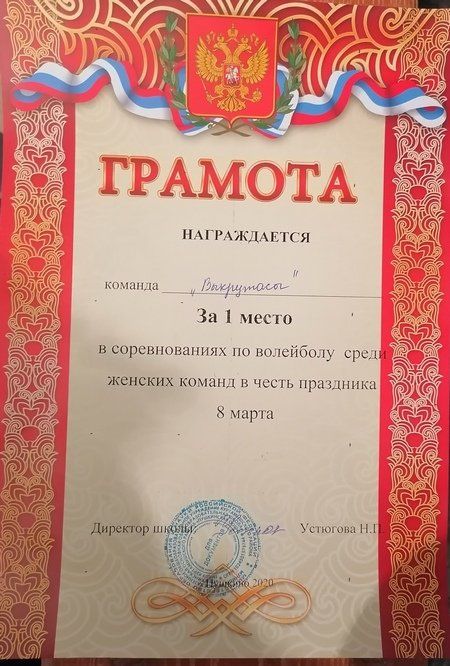 ГРАМОТА
НАГРАЖДАЕТСЯ
команда "Выкрутасы"
За 1 место
в соревнованиях по волейболу среди
женских команд в честь праздника
8 марта
Директор школы: Устюгова Н.П.
2020